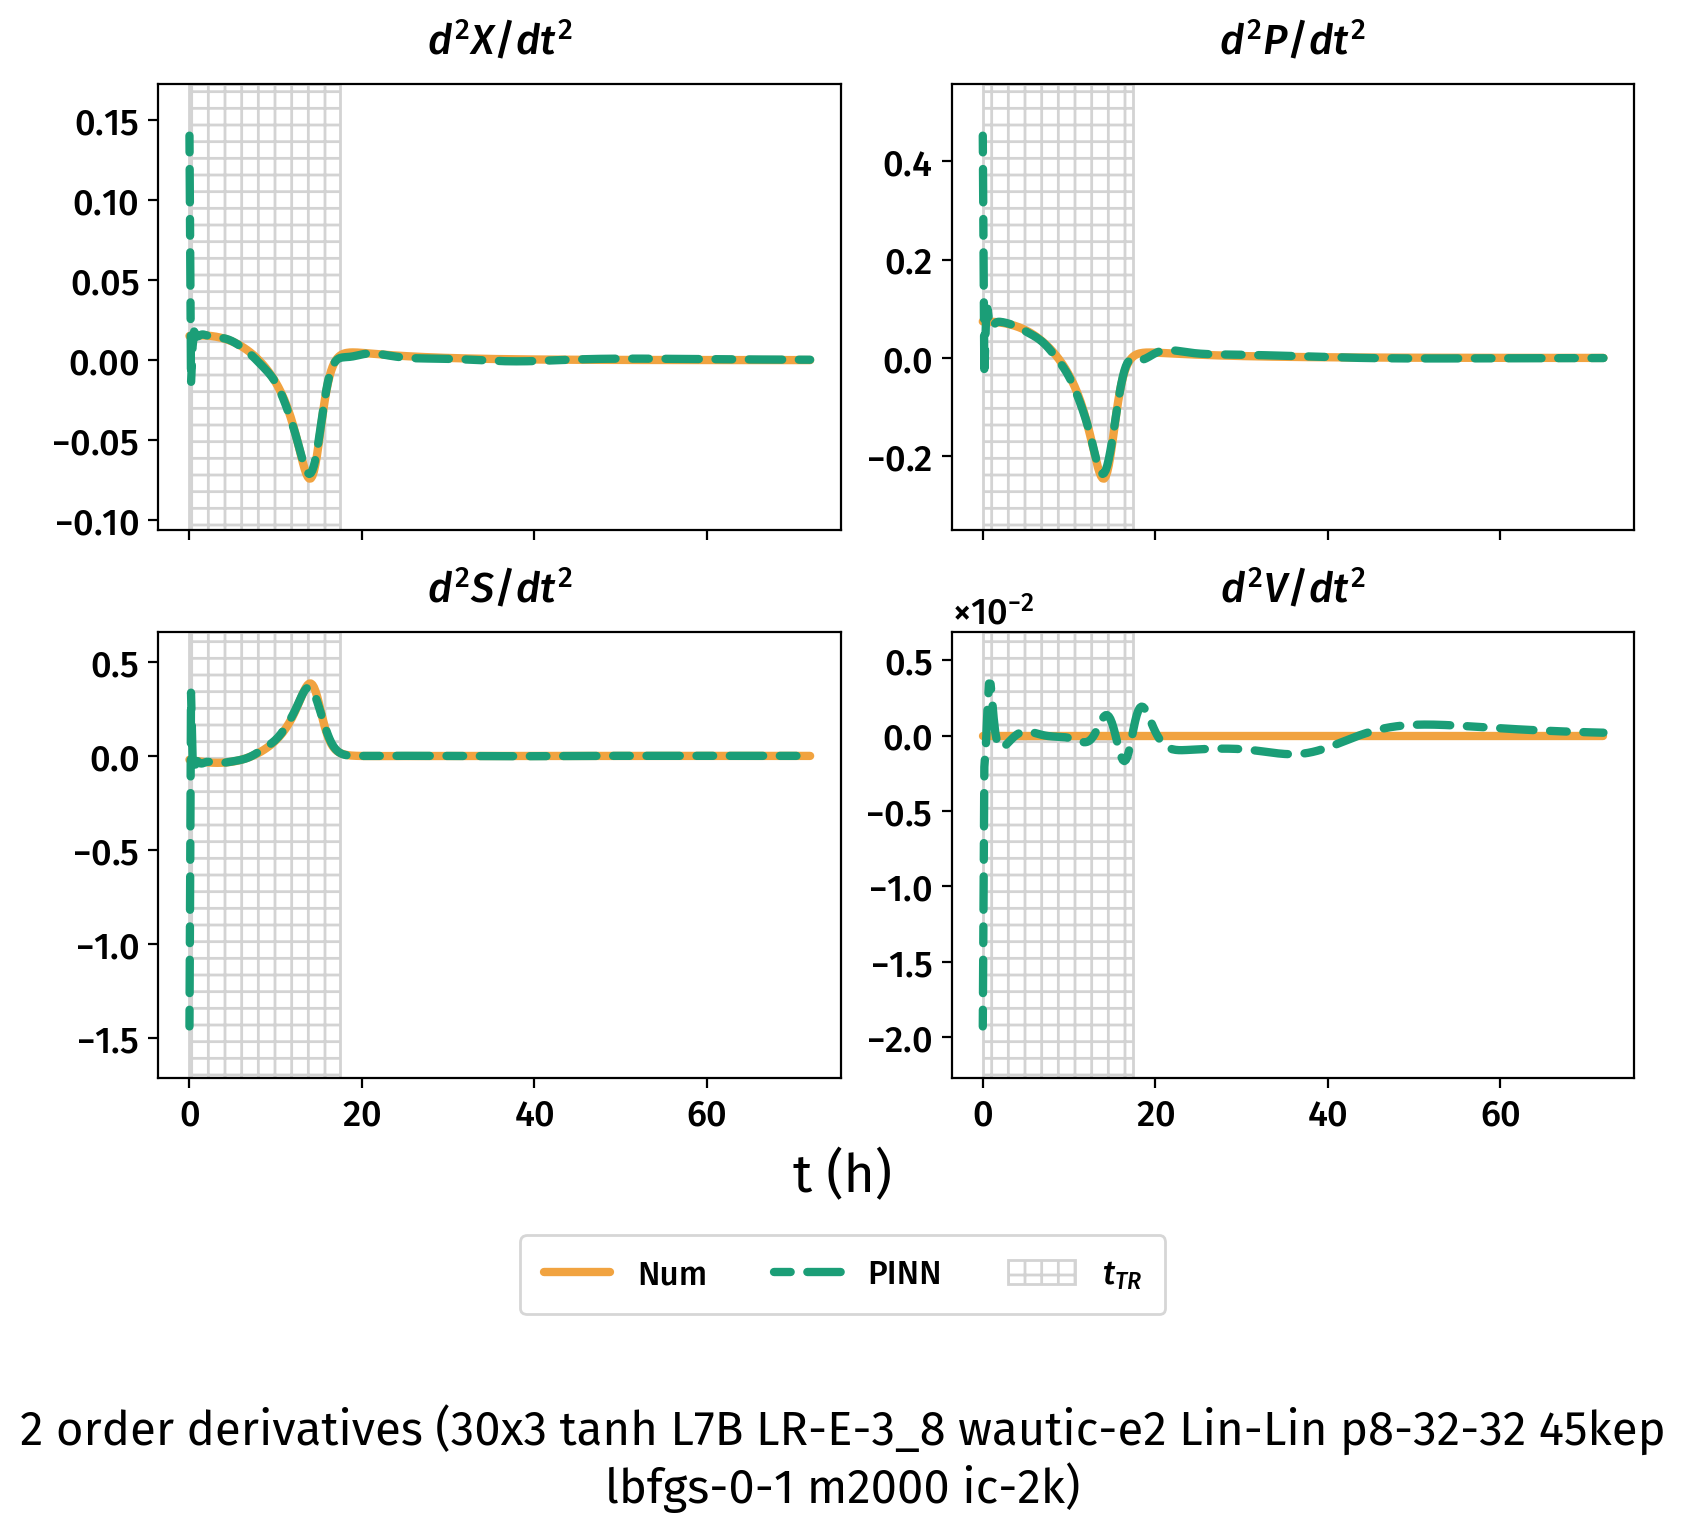 d²X/dt²
d²P/dt²
0.15
0.10
0.05
0.00
−0.05
−0.10
0.4
0.2
0.0
−0.2
d²S/dt²
d²V/dt²
×10⁻²
0.5
0.0
−0.5
−1.0
−1.5
0.5
0.0
−0.5
−1.0
−1.5
−2.0
0 20 40 60
0 20 40 60
t (h)
Num PINN t_TR
2 order derivatives (30x3 tanh L7B LR-E-3_8 wautic-e2 Lin-Lin p8-32-32 45kep
lbfgs-0-1 m2000 ic-2k)